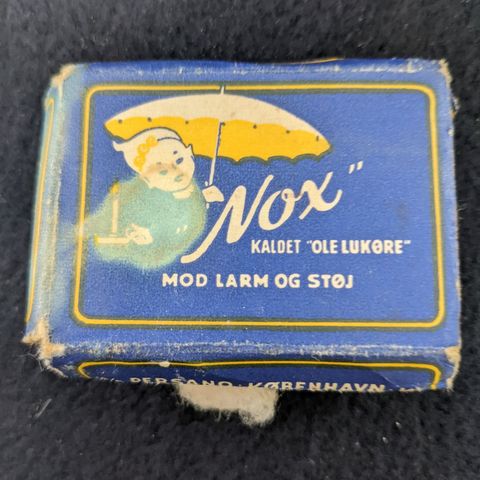 "Nox"
KALDET "OLE LUKØRE"
MOD LARM OG STØJ
PERSANO · KØBENHAVN